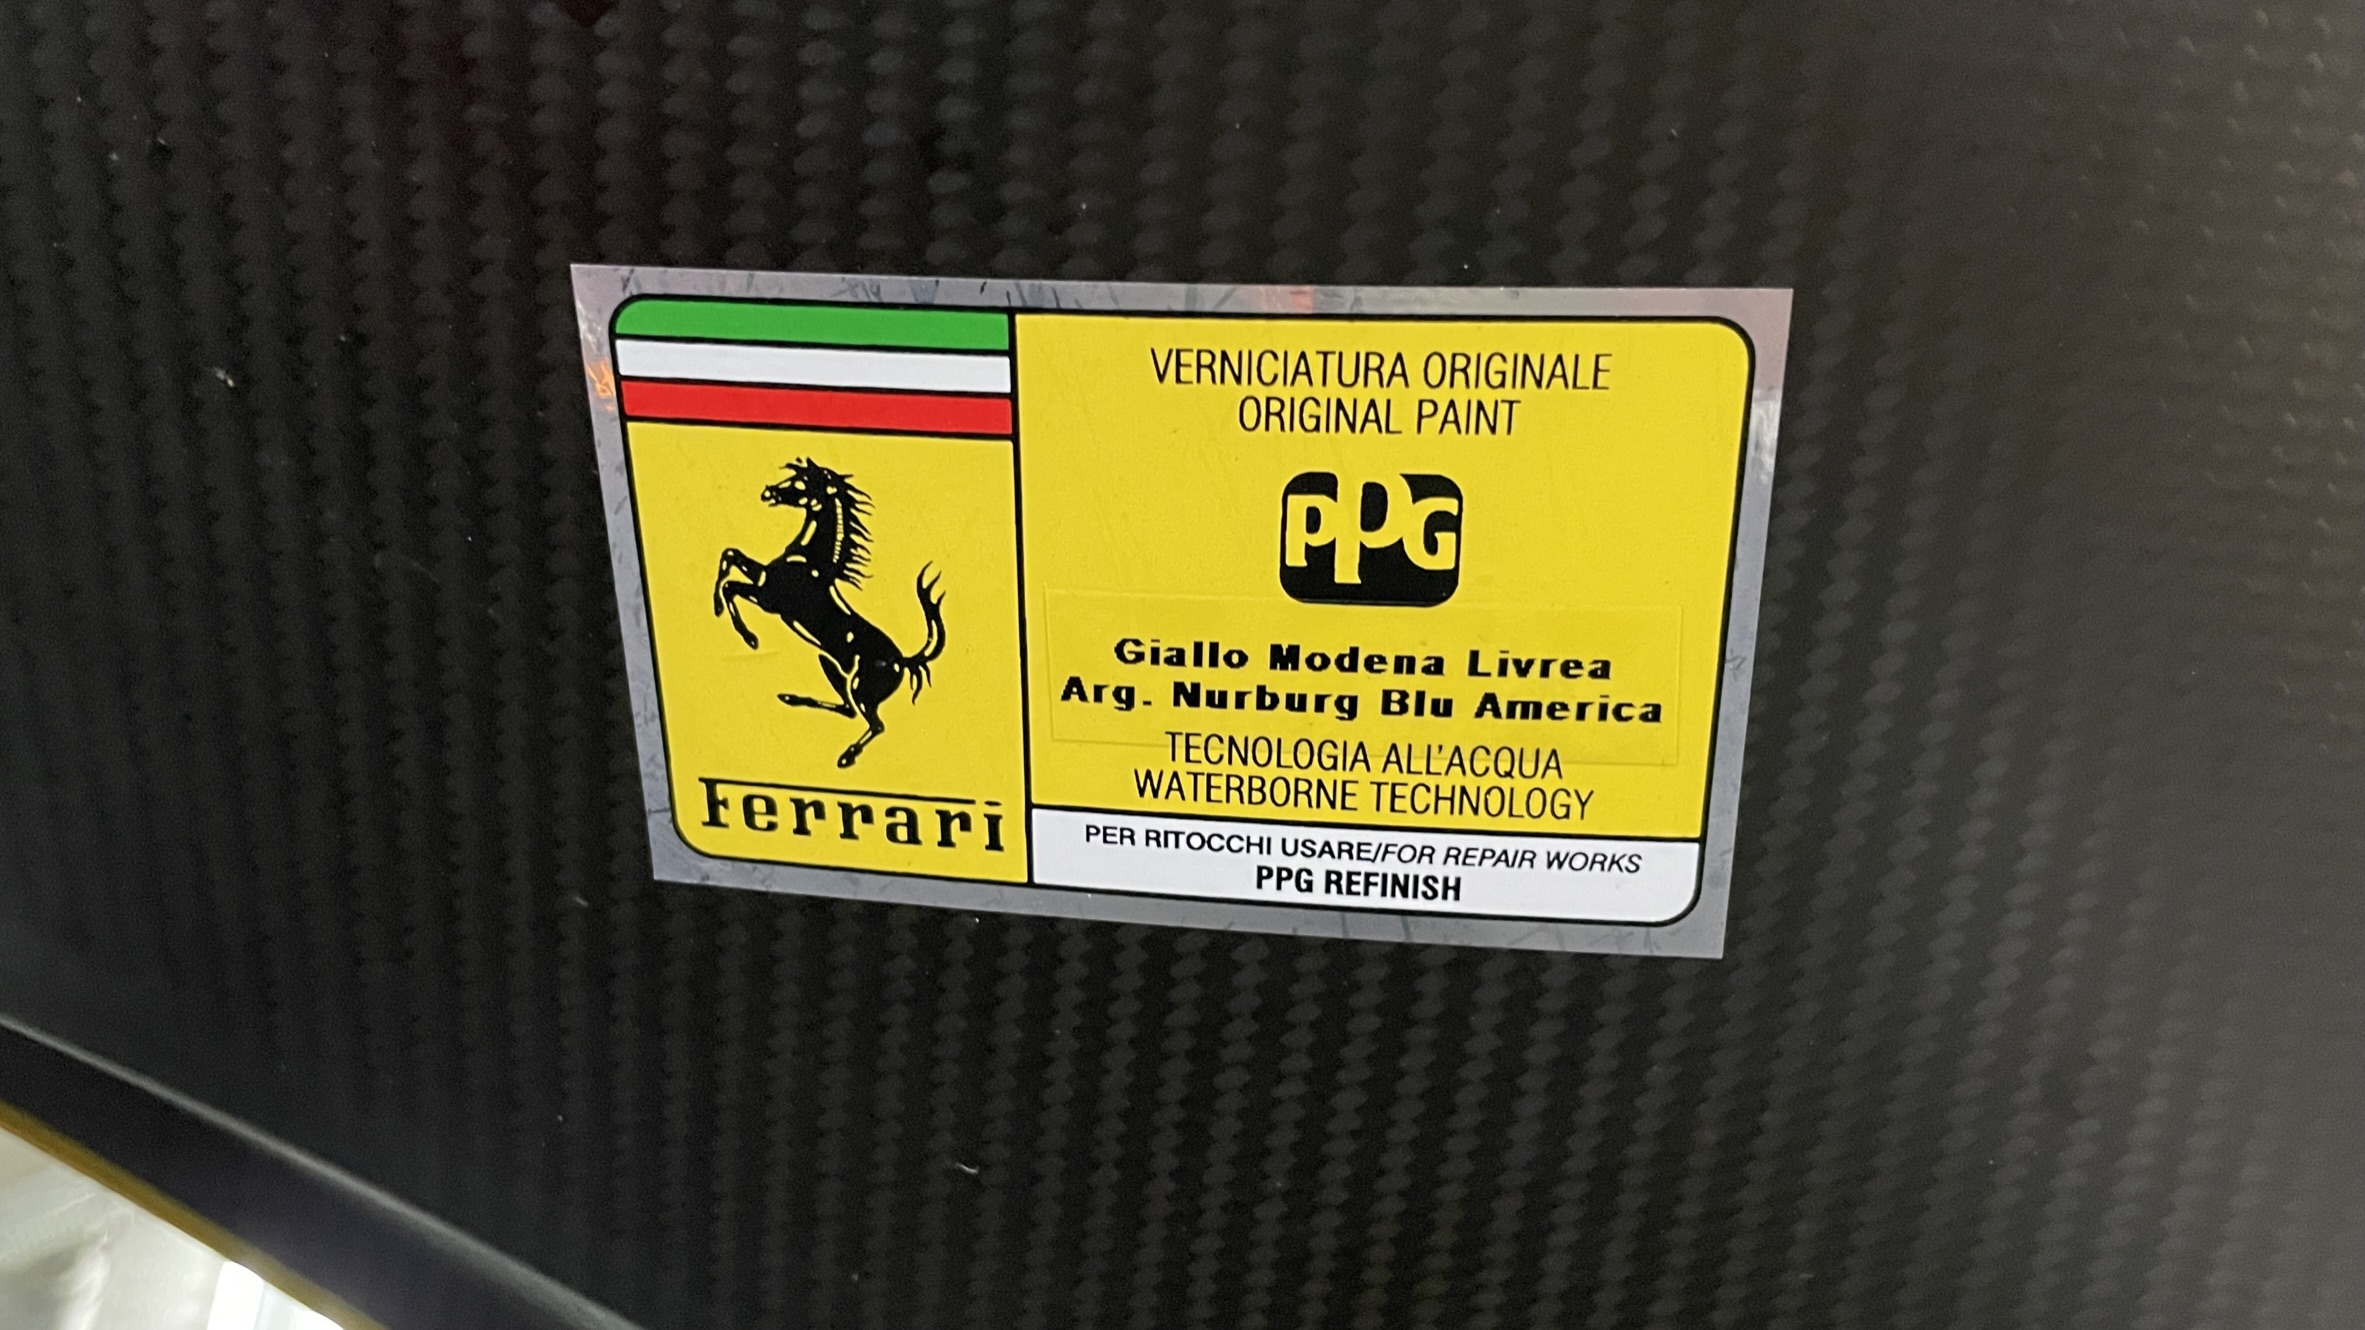 Ferrari
VERNICIATURA ORIGINALE
ORIGINAL PAINT
PPG
Giallo Modena Livrea
Arg. Nurburg Blu America
TECNOLOGIA ALL'ACQUA
WATERBORNE TECHNOLOGY
PER RITOCCHI USARE/FOR REPAIR WORKS
PPG REFINISH